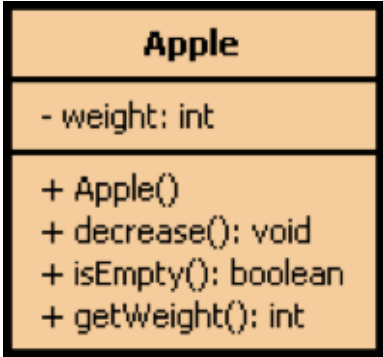 Apple
- weight: int
+ Apple()
+ decrease(): void
+ isEmpty(): boolean
+ getWeight(): int